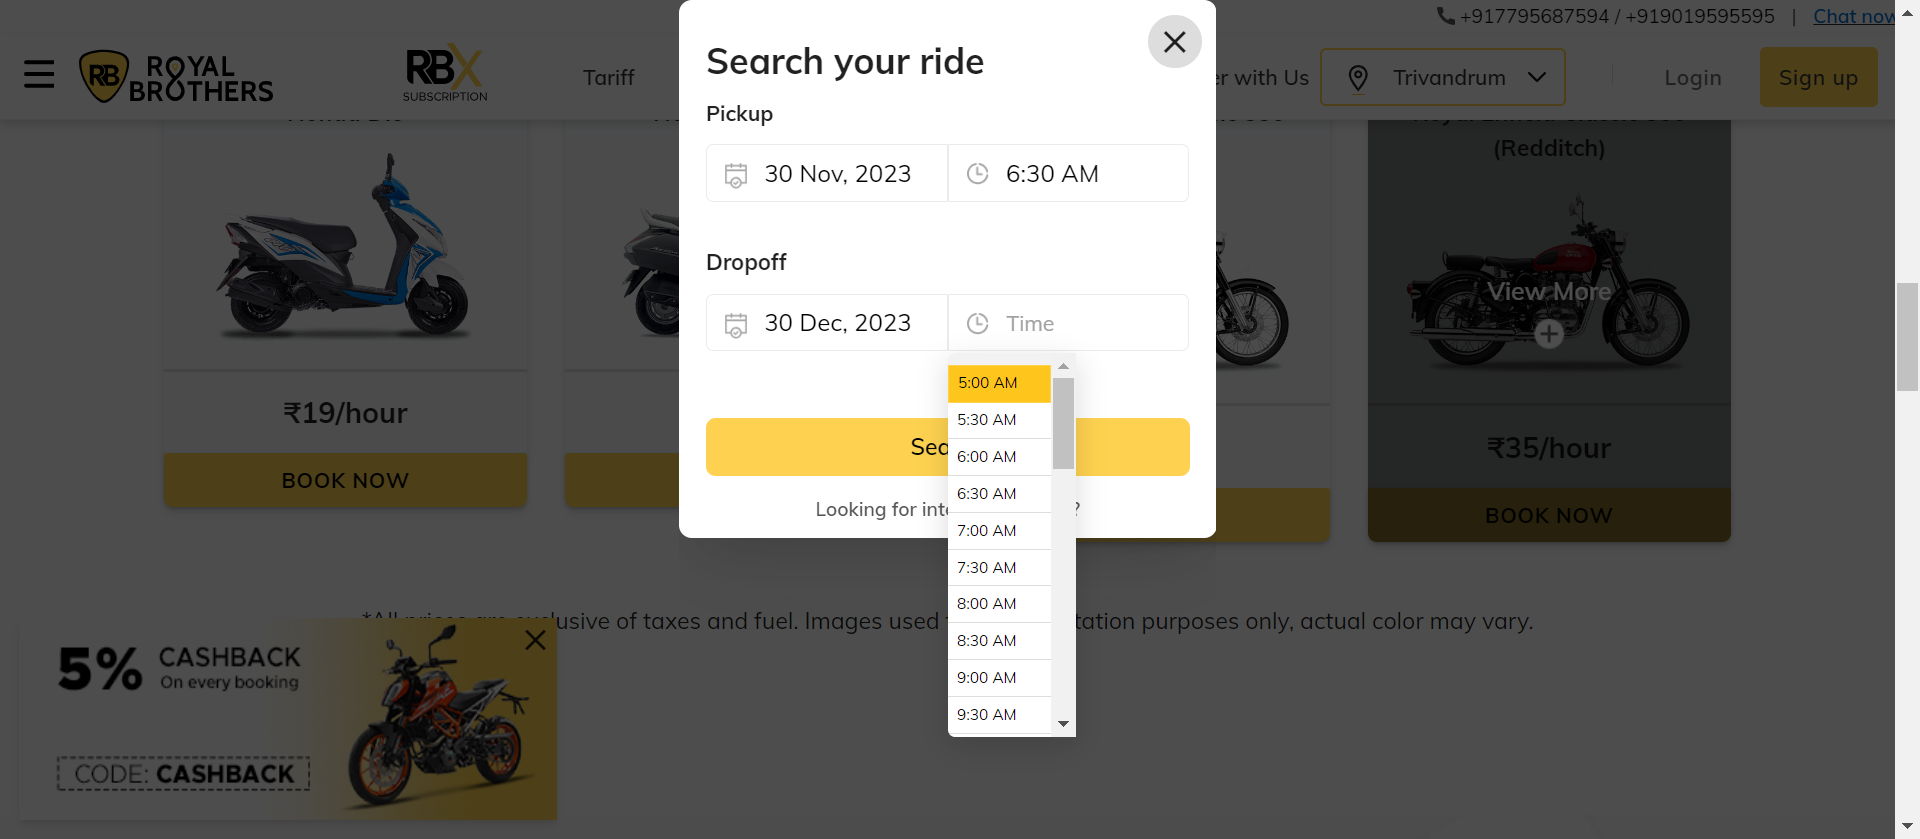 +917795687594 / +919019595595 | Chat now
RB ROYAL BROTHERS
RBX SUBSCRIPTION
Tariff
with Us
Trivandrum
Login
Sign up
Search your ride
Pickup
30 Nov, 2023
6:30 AM
Dropoff
30 Dec, 2023
Time
5:00 AM
5:30 AM
6:00 AM
6:30 AM
7:00 AM
7:30 AM
8:00 AM
8:30 AM
9:00 AM
9:30 AM
Looking for
(Redditch)
View More
₹19/hour
BOOK NOW
₹35/hour
BOOK NOW
*All prices are exclusive of taxes and fuel. Images used
purposes only, actual color may vary.
5% CASHBACK
On every booking
CODE: CASHBACK